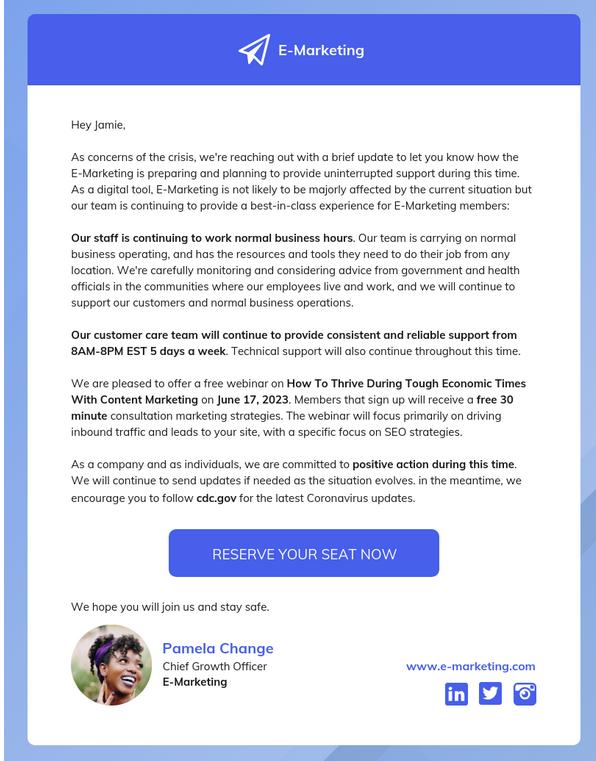 E-Marketing
Hey Jamie,
As concerns of the crisis, we're reaching out with a brief update to let you know how the
E-Marketing is preparing and planning to provide uninterrupted support during this time.
As a digital tool, E-Marketing is not likely to be majorly affected by the current situation but
our team is continuing to provide a best-in-class experience for E-Marketing members:
Our staff is continuing to work normal business hours. Our team is carrying on normal
business operating, and has the resources and tools they need to do their job from any
location. We're carefully monitoring and considering advice from government and health
officials in the communities where our employees live and work, and we will continue to
support our customers and normal business operations.
Our customer care team will continue to provide consistent and reliable support from
8AM-8PM EST 5 days a week. Technical support will also continue throughout this time.
We are pleased to offer a free webinar on How To Thrive During Tough Economic Times
With Content Marketing on June 17, 2023. Members that sign up will receive a free 30
minute consultation marketing strategies. The webinar will focus primarily on driving
inbound traffic and leads to your site, with a specific focus on SEO strategies.
As a company and as individuals, we are committed to positive action during this time.
We will continue to send updates if needed as the situation evolves. in the meantime, we
encourage you to follow cdc.gov for the latest Coronavirus updates.
RESERVE YOUR SEAT NOW
We hope you will join us and stay safe.
Pamela Change
Chief Growth Officer
E-Marketing
www.e-marketing.com
in